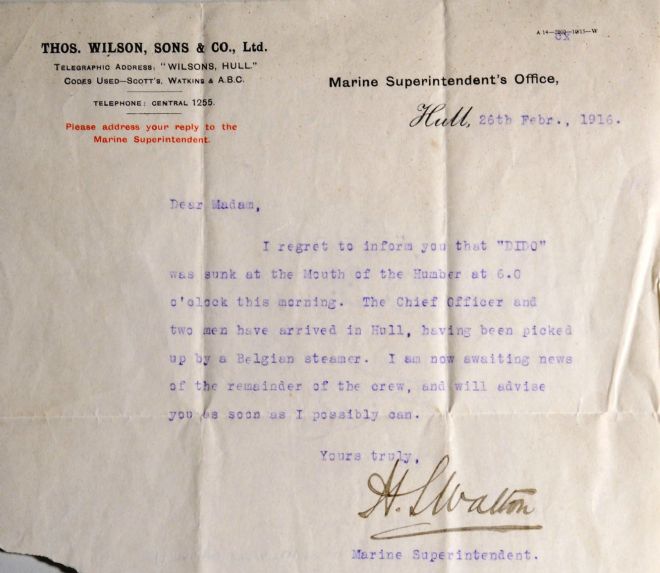 THOS. WILSON, SONS & CO., Ltd.
TELEGRAPHIC ADDRESS, "WILSONS, HULL."
CODES USED—SCOTT'S, WATKINS & A.B.C.
TELEPHONE: CENTRAL 1255.
Please address your reply to the
Marine Superintendent.
Marine Superintendent's Office,
Hull, 26th Febr., 1916.
Dear Madam,
I regret to inform you that "DIDO"
was sunk at the Mouth of the Humber at 6.0
o'clock this morning. The Chief Officer and
two men have arrived in Hull, having been picked
up by a Belgian steamer. I am now awaiting news
of the remainder of the crew, and will advise
you as soon as I possibly can.
Yours truly,
H. S Walton
Marine Superintendent.